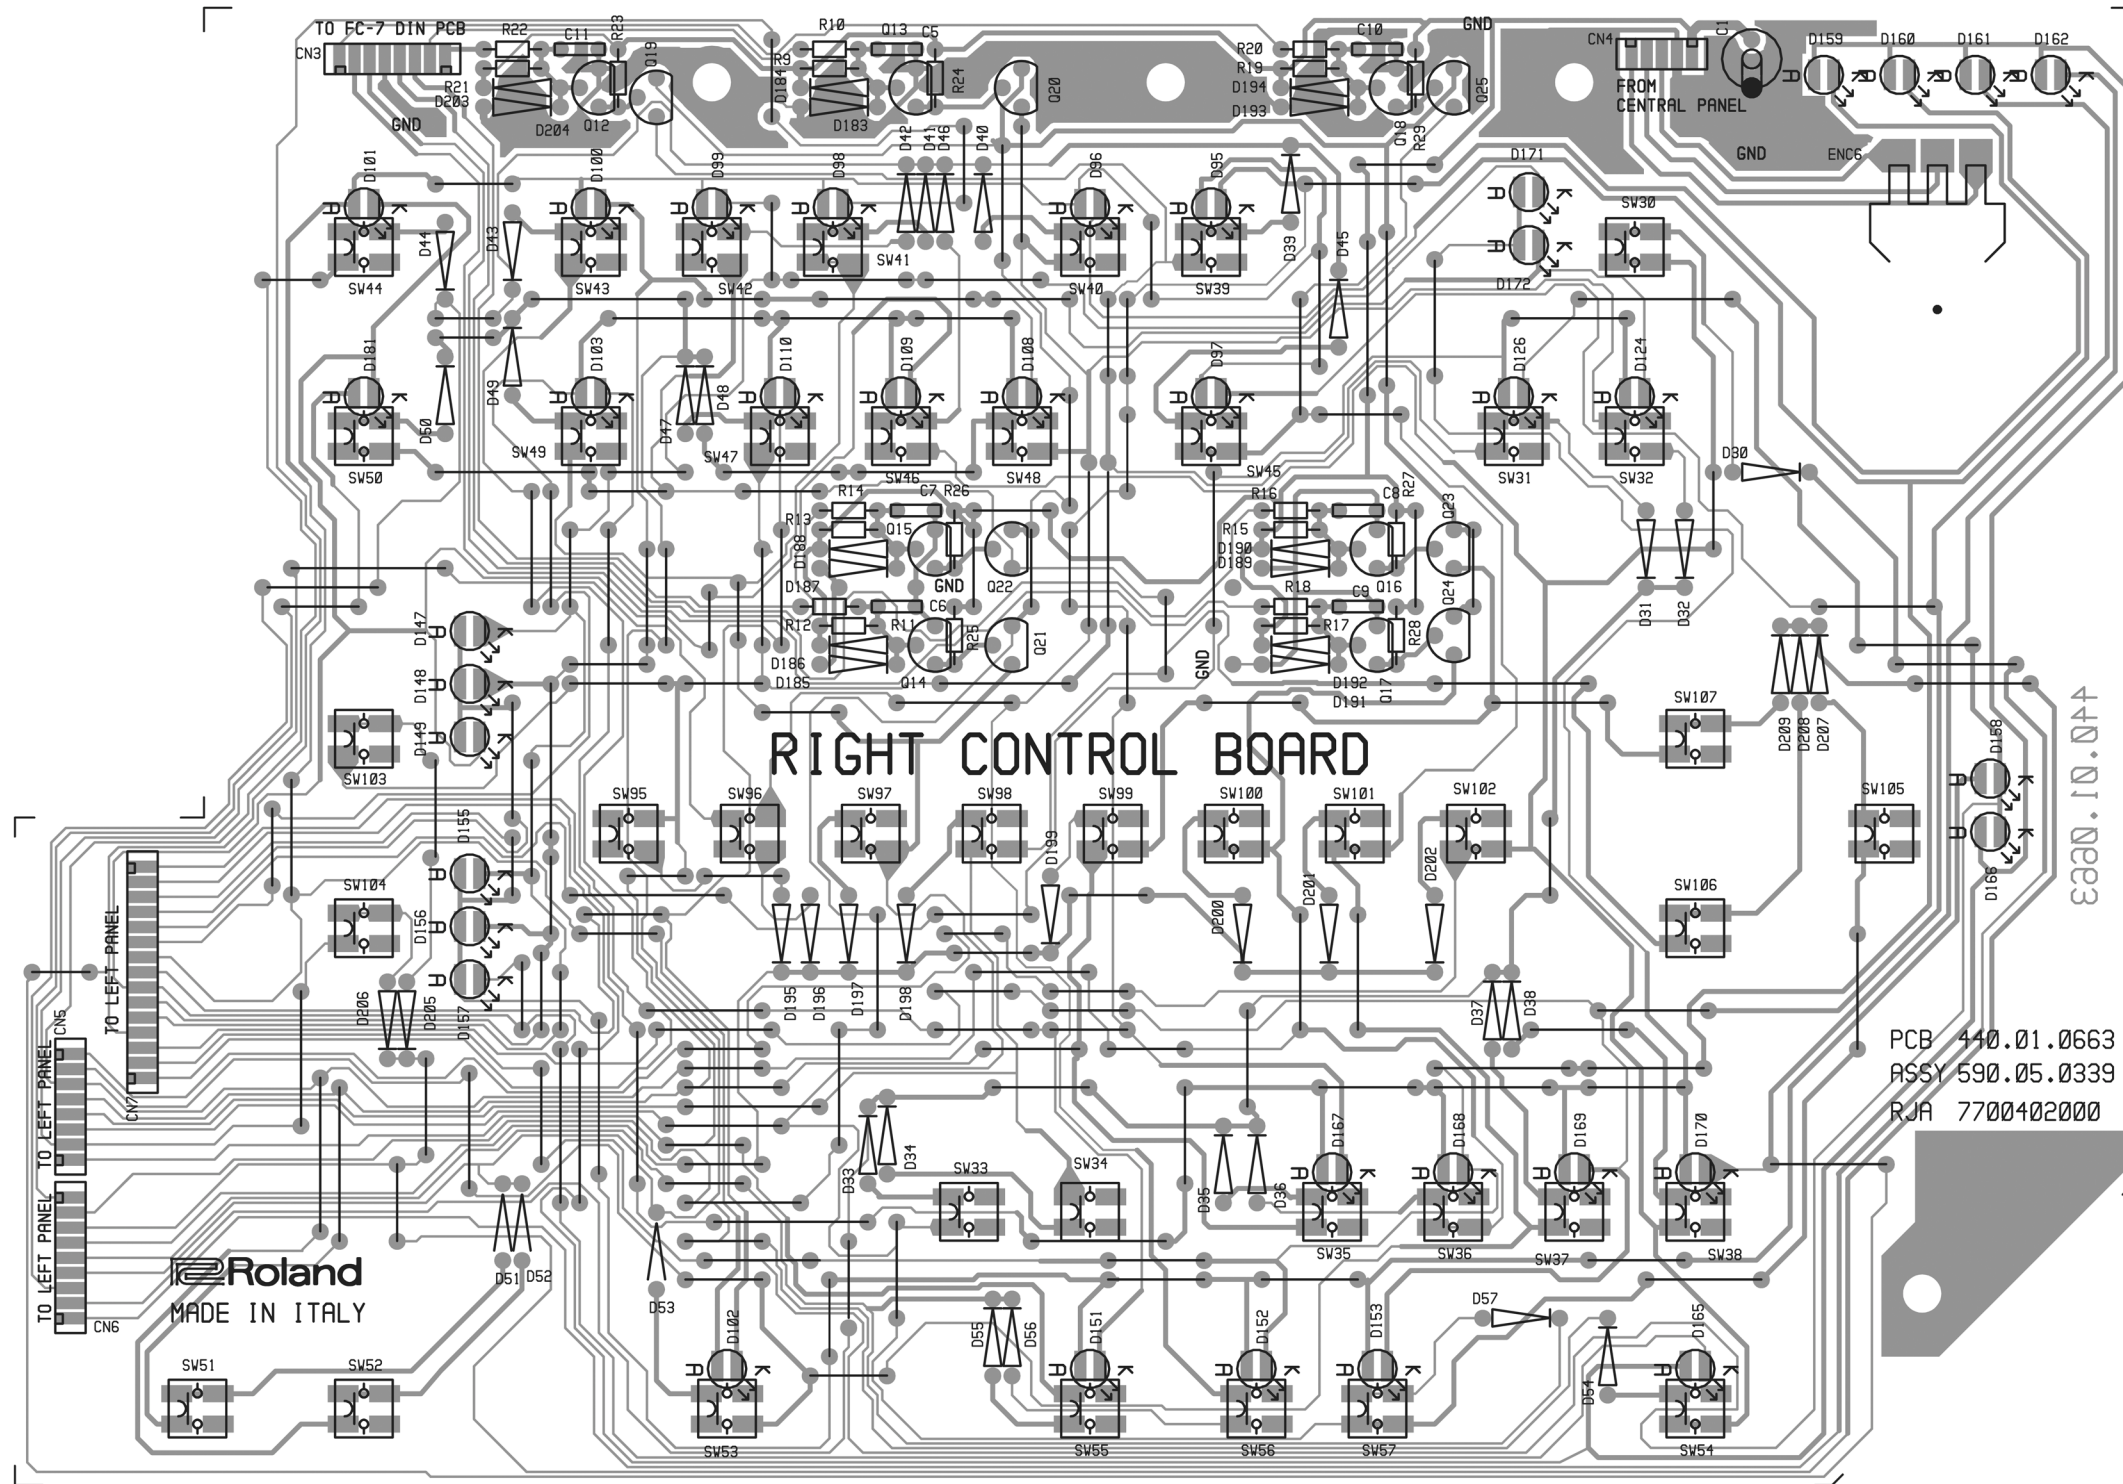 TO FC-7 DIN PCB
CN3
R22
C11
R23
Q19
R21
D203
D204
Q12
GND
R10
Q13
C5
R9
D184
R24
D183
Q20
D42
D41
D46
D40
R20
C10
GND
R19
D194
D193
Q18
R29
Q25
CN4
FROM
CENTRAL PANEL
C1
GND
D159
D160
D161
D162
A K A K A K A K
ENC6
D101
D100
D99
D98
D96
D95
D171
A K
D172
A K
SW30
D44
D43
D39
D45
SW44
SW43
SW42
SW41
SW40
SW39
D181
D103
D110
D109
D108
D97
D126
D124
A K A K A K A K A K A K A K A K
D50
D49
D47
D48
SW50
SW49
SW47
SW46
SW48
SW45
SW31
SW32
D30
R14
C7
R26
R13
Q15
D188
D187
GND
Q22
R16
C8
R27
Q23
R15
D190
D189
Q16
Q24
D31
D32
C6
R12
R11
R25
Q21
D186
D185
Q14
R18
C9
R17
R28
GND
D192
D191
Q17
D147
A K
D148
A K
D149
A K
SW103
SW107
D209
D208
D207
D158
A K
D166
A K
440.01.0663
RIGHT CONTROL BOARD
SW95
SW96
SW97
SW98
SW99
SW100
SW101
SW102
SW105
D155
A K
D156
A K
D157
A K
SW104
D206
D205
D199
D200
D201
D202
SW106
D195
D196
D197
D198
D37
D38
TO LEFT PANEL
CN7
CN5
TO LEFT PANEL
TO LEFT PANEL
CN6
PCB 440.01.0663
ASSY 590.05.0339
RJA 7700402000
D33
D34
SW33
SW34
D35
D36
D167
D168
D169
D170
A K A K A K A K
SW35
SW36
SW37
SW38
D51
D52
D53
Roland
MADE IN ITALY
D102
D55
D56
D151
D152
D153
D57
D54
D165
A K A K A K A K A K
SW51
SW52
SW53
SW55
SW56
SW57
SW54